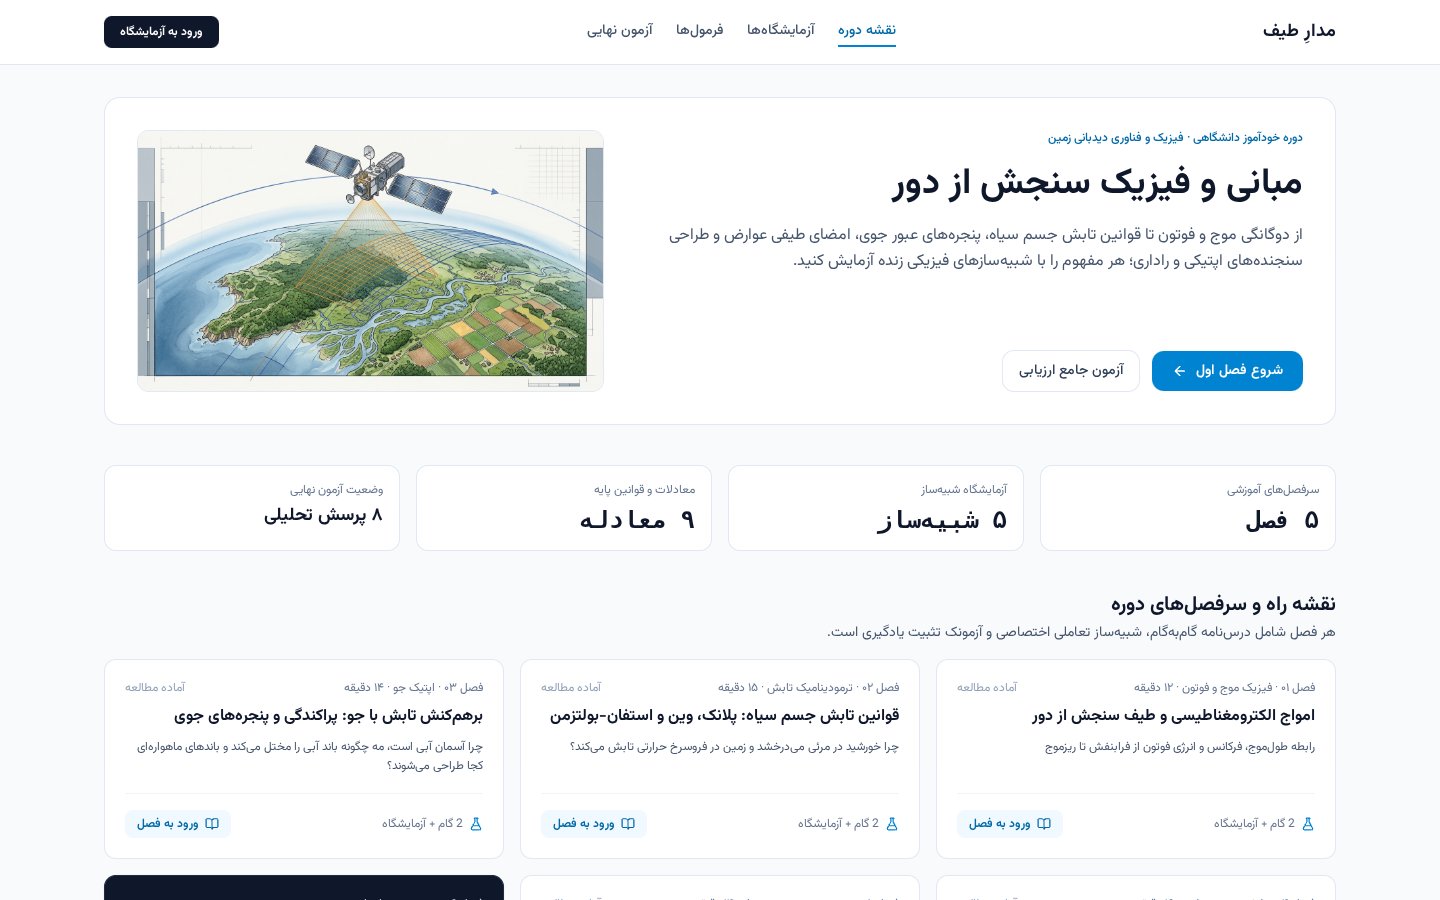 مدارِ طیف
نقشه دوره
آزمایشگاه‌ها
فرمول‌ها
آزمون نهایی
ورود به آزمایشگاه
دوره خودآموز دانشگاهی · فیزیک و فناوری دیدبانی زمین
مبانی و فیزیک سنجش از دور
از دوگانگی موج و فوتون تا قوانین تابش جسم سیاه، پنجره‌های عبور جوی، امضای طیفی عوارض و طراحی
سنجنده‌های اپتیکی و راداری؛ هر مفهوم را با شبیه‌سازهای فیزیکی زنده آزمایش کنید.
شروع فصل اول
آزمون جامع ارزیابی
سرفصل‌های آموزشی
۵ فصل
آزمایشگاه شبیه‌ساز
۵ شبیه‌ساز
معادلات و قوانین پایه
۹ معادله
وضعیت آزمون نهایی
۸ پرسش تحلیلی
نقشه راه و سرفصل‌های دوره
هر فصل شامل درس‌نامه گام‌به‌گام، شبیه‌ساز تعاملی اختصاصی و آزمونک تثبیت یادگیری است.
فصل ۰۱ · فیزیک موج و فوتون · ۱۲ دقیقه
آماده مطالعه
امواج الکترومغناطیسی و طیف سنجش از دور
رابطه طول‌موج، فرکانس و انرژی فوتون از فرابنفش تا ریزموج
2 گام + آزمایشگاه
ورود به فصل
فصل ۰۲ · ترمودینامیک تابش · ۱۵ دقیقه
آماده مطالعه
قوانین تابش جسم سیاه: پلانک، وین و استفان-بولتزمن
چرا خورشید در مرئی می‌درخشد و زمین در فروسرخ حرارتی تابش می‌کند؟
2 گام + آزمایشگاه
ورود به فصل
فصل ۰۳ · اپتیک جو · ۱۴ دقیقه
آماده مطالعه
برهم‌کنش تابش با جو: پراکندگی و پنجره‌های جوی
چرا آسمان آبی است، مه چگونه باند آبی را مختل می‌کند و باندهای ماهواره‌ای
کجا طراحی می‌شوند؟
2 گام + آزمایشگاه
ورود به فصل